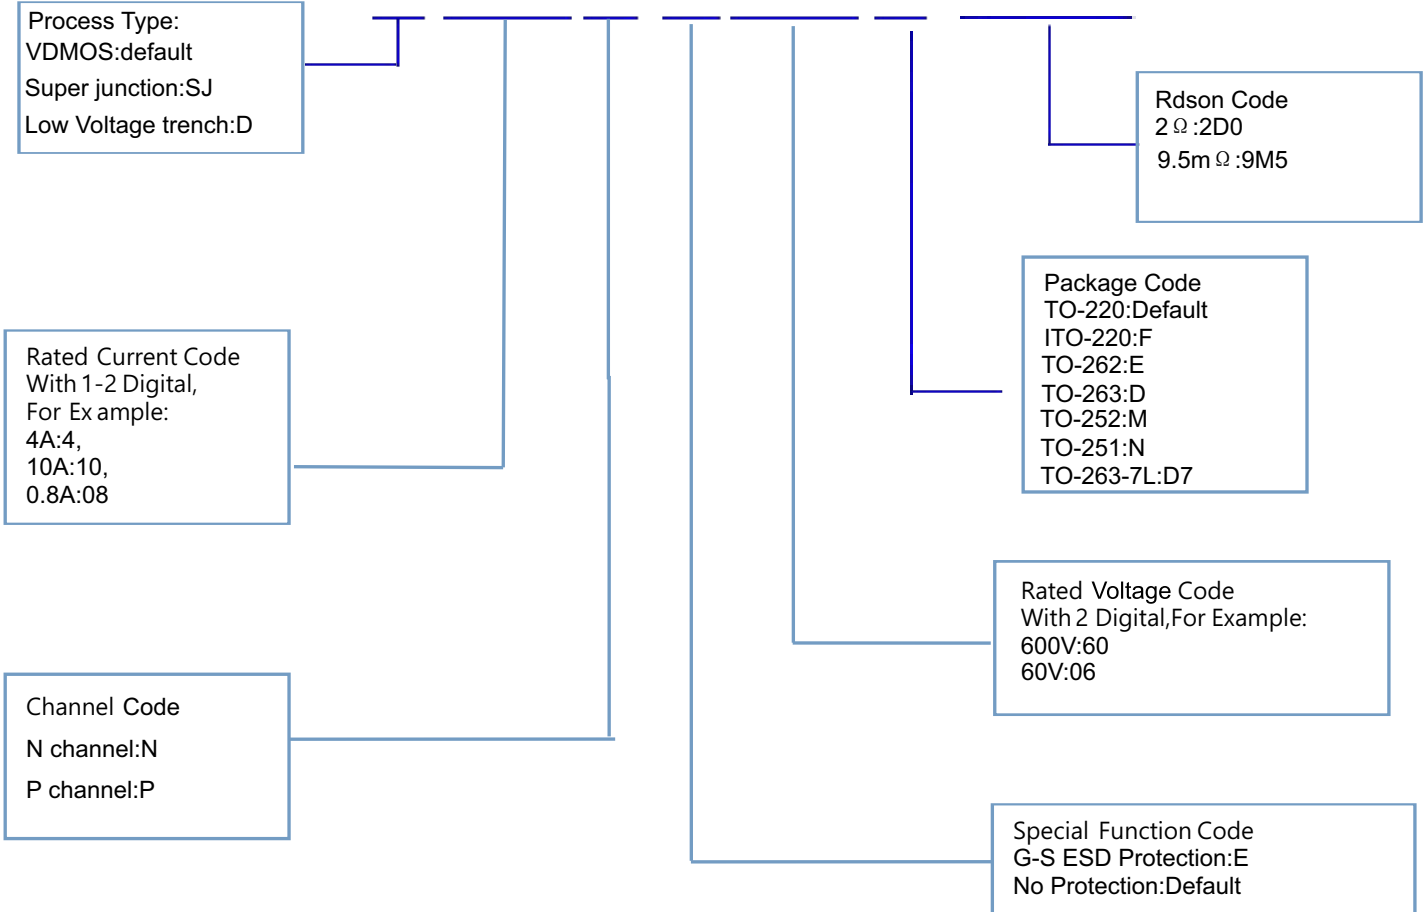 Process Type:
VDMOS:default
Super junction:SJ
Low Voltage trench:D
Rdson Code
2Ω:2D0
9.5mΩ:9M5
Package Code
TO-220:Default
ITO-220:F
TO-262:E
TO-263:D
TO-252:M
TO-251:N
TO-263-7L:D7
Rated Current Code
With 1-2 Digital,
For Ex ample:
4A:4,
10A:10,
0.8A:08
Rated Voltage Code
With 2 Digital,For Example:
600V:60
60V:06
Channel Code
N channel:N
P channel:P
Special Function Code
G-S ESD Protection:E
No Protection:Default